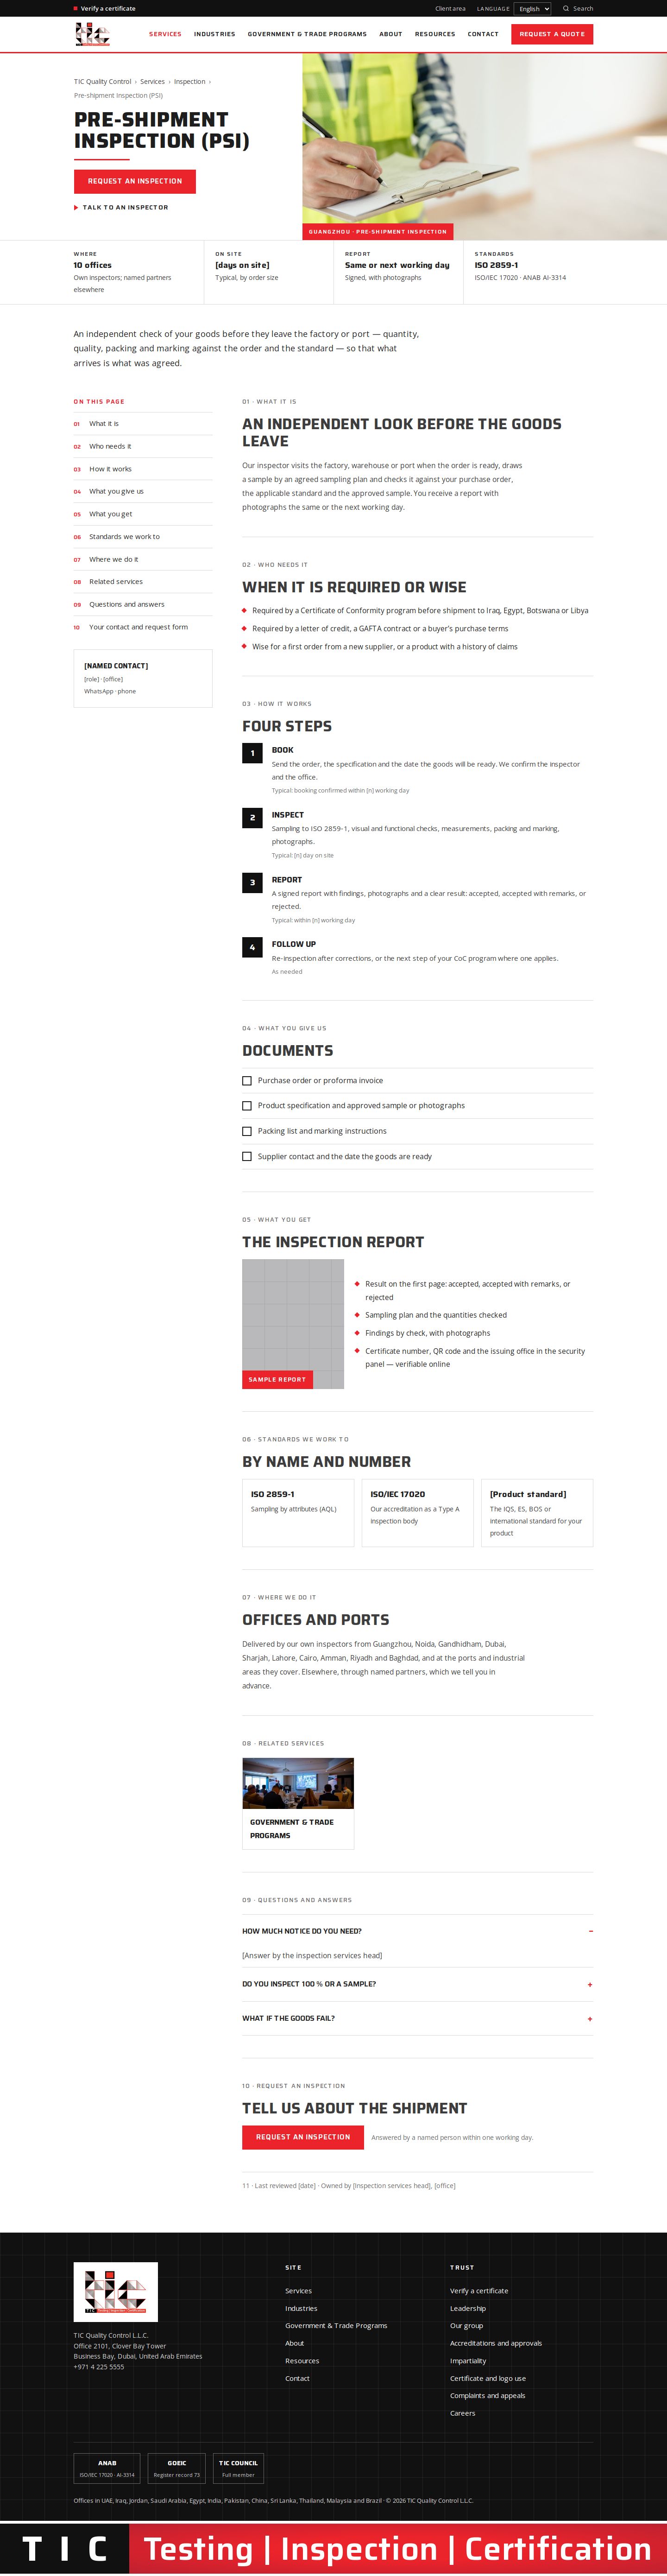 Verify a certificate
Client area
LANGUAGE
English
Search
tic
SERVICES
INDUSTRIES
GOVERNMENT & TRADE PROGRAMS
ABOUT
RESOURCES
CONTACT
REQUEST A QUOTE
TIC Quality Control › Services › Inspection ›
Pre-shipment Inspection (PSI)
PRE-SHIPMENT
INSPECTION (PSI)
REQUEST AN INSPECTION
TALK TO AN INSPECTOR
GUANGZHOU · PRE-SHIPMENT INSPECTION
WHERE
10 offices
Own inspectors; named partners
elsewhere
ON SITE
[days on site]
Typical, by order size
REPORT
Same or next working day
Signed, with photographs
STANDARDS
ISO 2859-1
ISO/IEC 17020 · ANAB AI-3314
An independent check of your goods before they leave the factory or port — quantity,
quality, packing and marking against the order and the standard — so that what
arrives is what was agreed.
ON THIS PAGE
01 What it is
02 Who needs it
03 How it works
04 What you give us
05 What you get
06 Standards we work to
07 Where we do it
08 Related services
09 Questions and answers
10 Your contact and request form
[NAMED CONTACT]
[role] · [office]
WhatsApp · phone
01 · WHAT IT IS
AN INDEPENDENT LOOK BEFORE THE GOODS
LEAVE
Our inspector visits the factory, warehouse or port when the order is ready, draws
a sample by an agreed sampling plan and checks it against your purchase order,
the applicable standard and the approved sample. You receive a report with
photographs the same or the next working day.
02 · WHO NEEDS IT
WHEN IT IS REQUIRED OR WISE
Required by a Certificate of Conformity program before shipment to Iraq, Egypt, Botswana or Libya
Required by a letter of credit, a GAFTA contract or a buyer's purchase terms
Wise for a first order from a new supplier, or a product with a history of claims
03 · HOW IT WORKS
FOUR STEPS
1
BOOK
Send the order, the specification and the date the goods will be ready. We confirm the inspector
and the office.
Typical: booking confirmed within [n] working day
2
INSPECT
Sampling to ISO 2859-1, visual and functional checks, measurements, packing and marking,
photographs.
Typical: [n] day on site
3
REPORT
A signed report with findings, photographs and a clear result: accepted, accepted with remarks, or
rejected.
Typical: within [n] working day
4
FOLLOW UP
Re-inspection after corrections, or the next step of your CoC program where one applies.
As needed
04 · WHAT YOU GIVE US
DOCUMENTS
Purchase order or proforma invoice
Product specification and approved sample or photographs
Packing list and marking instructions
Supplier contact and the date the goods are ready
05 · WHAT YOU GET
THE INSPECTION REPORT
SAMPLE REPORT
Result on the first page: accepted, accepted with remarks, or
rejected
Sampling plan and the quantities checked
Findings by check, with photographs
Certificate number, QR code and the issuing office in the security
panel — verifiable online
06 · STANDARDS WE WORK TO
BY NAME AND NUMBER
ISO 2859-1
Sampling by attributes (AQL)
ISO/IEC 17020
Our accreditation as a Type A
inspection body
[Product standard]
The IQS, ES, BOS or
international standard for your
product
07 · WHERE WE DO IT
OFFICES AND PORTS
Delivered by our own inspectors from Guangzhou, Noida, Gandhidham, Dubai,
Sharjah, Lahore, Cairo, Amman, Riyadh and Baghdad, and at the ports and industrial
areas they cover. Elsewhere, through named partners, which we tell you in
advance.
08 · RELATED SERVICES
GOVERNMENT & TRADE
PROGRAMS
09 · QUESTIONS AND ANSWERS
HOW MUCH NOTICE DO YOU NEED? −
[Answer by the inspection services head]
DO YOU INSPECT 100 % OR A SAMPLE? +
WHAT IF THE GOODS FAIL? +
10 · REQUEST AN INSPECTION
TELL US ABOUT THE SHIPMENT
REQUEST AN INSPECTION
Answered by a named person within one working day.
11 · Last reviewed [date] · Owned by [Inspection services head], [office]
tic
TIC
TIC Quality Control L.L.C.
Office 2101, Clover Bay Tower
Business Bay, Dubai, United Arab Emirates
+971 4 225 5555
SITE
Services
Industries
Government & Trade Programs
About
Resources
Contact
TRUST
Verify a certificate
Leadership
Our group
Accreditations and approvals
Impartiality
Certificate and logo use
Complaints and appeals
Careers
ANAB
ISO/IEC 17020 · AI-3314
GOEIC
Register record 73
TIC COUNCIL
Full member
Offices in UAE, Iraq, Jordan, Saudi Arabia, Egypt, India, Pakistan, China, Sri Lanka, Thailand, Malaysia and Brazil · © 2026 TIC Quality Control L.L.C.
TIC Testing | Inspection | Certification